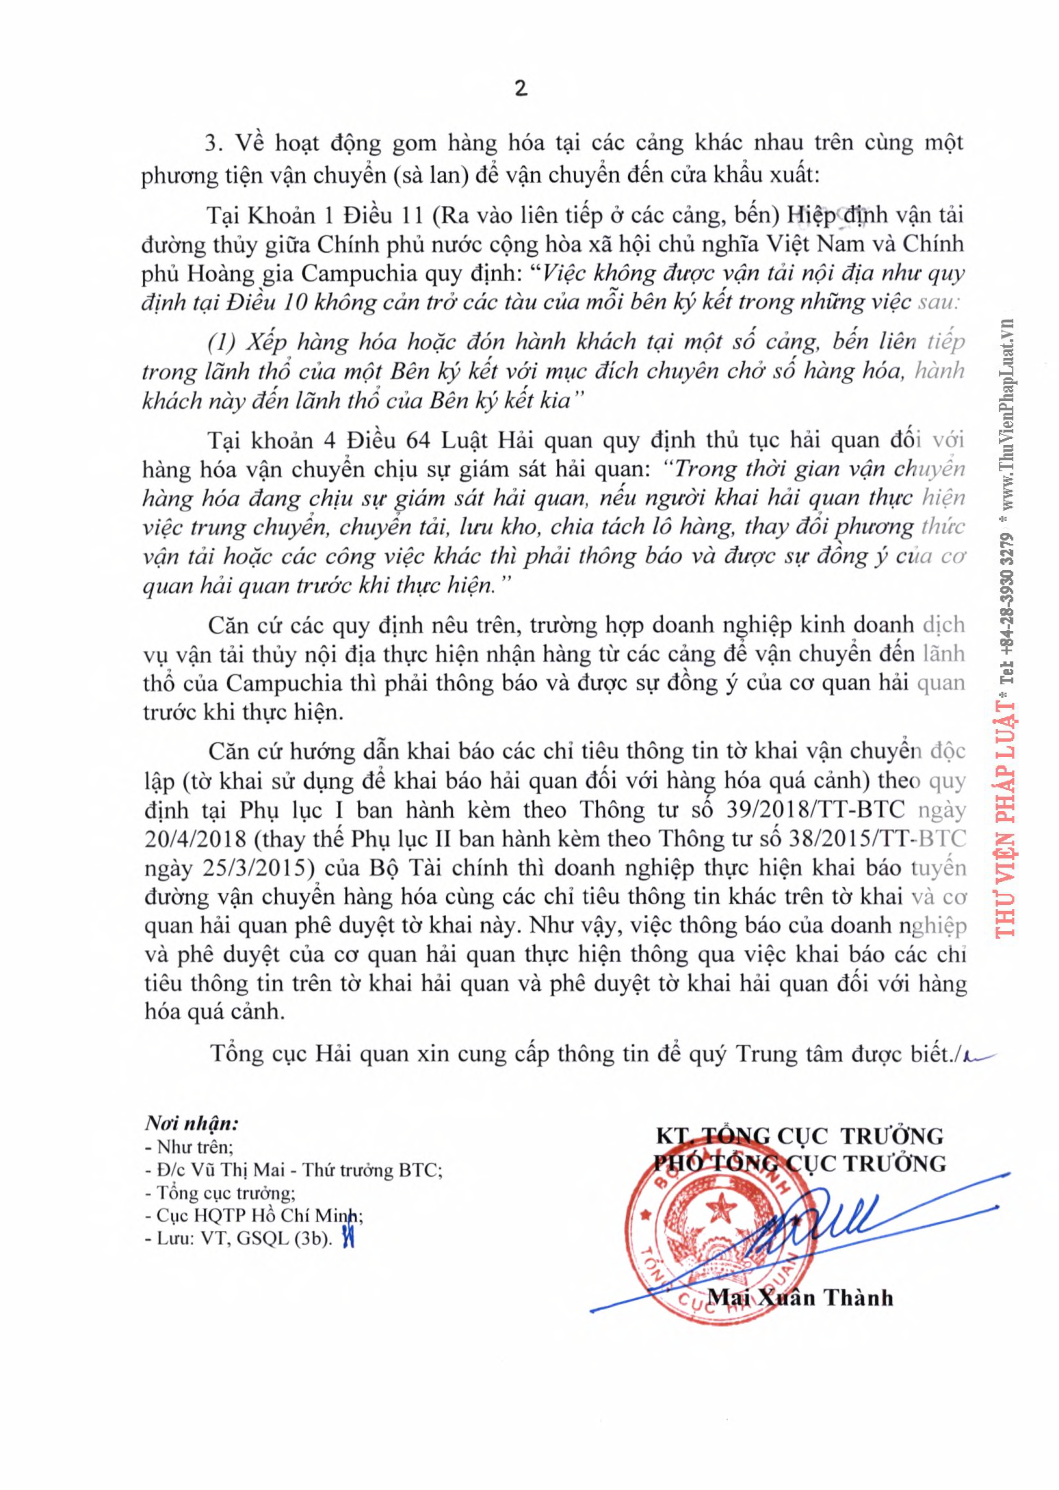 2
3. Về hoạt động gom hàng hóa tại các cảng khác nhau trên cùng một
phương tiện vận chuyển (sà lan) để vận chuyển đến cửa khẩu xuất:
Tại Khoản 1 Điều 11 (Ra vào liên tiếp ở các cảng, bến) Hiệp định vận tải
đường thủy giữa Chính phủ nước cộng hòa xã hội chủ nghĩa Việt Nam và Chính
phủ Hoàng gia Campuchia quy định: “Việc không được vận tải nội địa như quy
định tại Điều 10 không cản trở các tàu của mỗi bên ký kết trong những việc sau:
(1) Xếp hàng hóa hoặc đón hành khách tại một số cảng, bến liên tiếp
trong lãnh thổ của một Bên ký kết với mục đích chuyên chở số hàng hóa, hành
khách này đến lãnh thổ của Bên ký kết kia”
Tại khoản 4 Điều 64 Luật Hải quan quy định thủ tục hải quan đối với
hàng hóa vận chuyển chịu sự giám sát hải quan: “Trong thời gian vận chuyển
hàng hóa đang chịu sự giám sát hải quan, nếu người khai hải quan thực hiện
việc trung chuyển, chuyển tải, lưu kho, chia tách lô hàng, thay đổi phương thức
vận tải hoặc các công việc khác thì phải thông báo và được sự đồng ý của cơ
quan hải quan trước khi thực hiện.”
Căn cứ các quy định nêu trên, trường hợp doanh nghiệp kinh doanh dịch
vụ vận tải thủy nội địa thực hiện nhận hàng từ các cảng để vận chuyển đến lãnh
thổ của Campuchia thì phải thông báo và được sự đồng ý của cơ quan hải quan
trước khi thực hiện.
Căn cứ hướng dẫn khai báo các chỉ tiêu thông tin tờ khai vận chuyển độc
lập (tờ khai sử dụng để khai báo hải quan đối với hàng hóa quá cảnh) theo quy
định tại Phụ lục I ban hành kèm theo Thông tư số 39/2018/TT-BTC ngày
20/4/2018 (thay thế Phụ lục II ban hành kèm theo Thông tư số 38/2015/TT-BTC
ngày 25/3/2015) của Bộ Tài chính thì doanh nghiệp thực hiện khai báo tuyến
đường vận chuyển hàng hóa cùng các chỉ tiêu thông tin khác trên tờ khai và cơ
quan hải quan phê duyệt tờ khai này. Như vậy, việc thông báo của doanh nghiệp
và phê duyệt của cơ quan hải quan thực hiện thông qua việc khai báo các chỉ
tiêu thông tin trên tờ khai hải quan và phê duyệt tờ khai hải quan đối với hàng
hóa quá cảnh.
Tổng cục Hải quan xin cung cấp thông tin để quý Trung tâm được biết./.
Nơi nhận:
- Như trên;
- Đ/c Vũ Thị Mai - Thứ trưởng BTC;
- Tổng cục trưởng;
- Cục HQTP Hồ Chí Minh;
- Lưu: VT, GSQL (3b).
KT. TỔNG CỤC TRƯỞNG
PHÓ TỔNG CỤC TRƯỞNG
BỘ TÀI CHÍNH
TỔNG CỤC HẢI QUAN
Mai Xuân Thành
THƯ VIỆN PHÁP LUẬT * Tel: +84-28-3930 3279 * www.ThuVienPhapLuat.vn